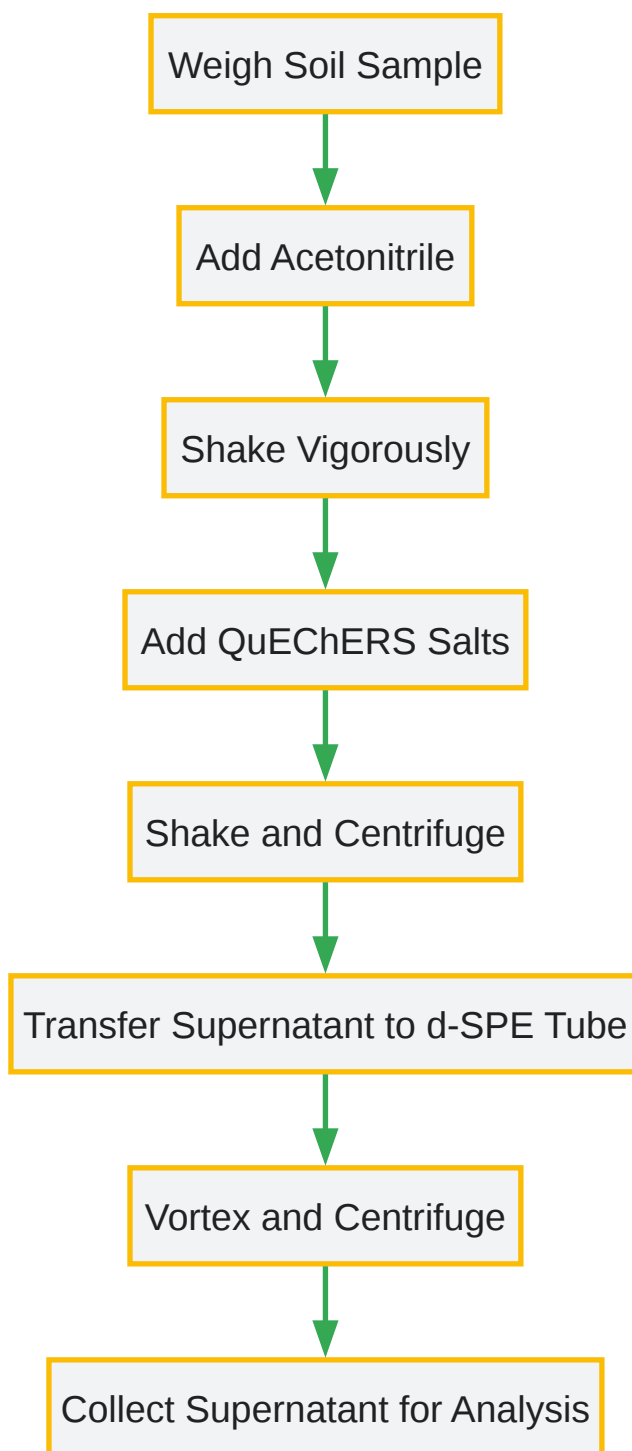 Weigh Soil Sample
Add Acetonitrile
Shake Vigorously
Add QuEChERS Salts
Shake and Centrifuge
Transfer Supernatant to d-SPE Tube
Vortex and Centrifuge
Collect Supernatant for Analysis